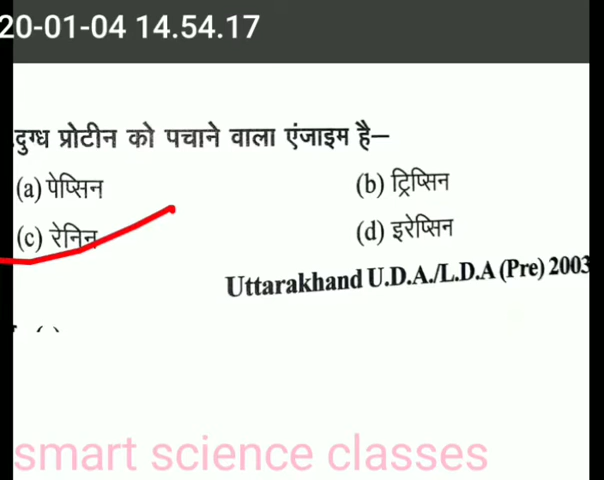 20-01-04 14.54.17
दुग्ध प्रोटीन को पचाने वाला एंजाइम है–
(a) पेप्सिन
(b) ट्रिप्सिन
(c) रेनिन
(d) इरेप्सिन
Uttarakhand U.D.A./L.D.A (Pre) 2003
smart science classes